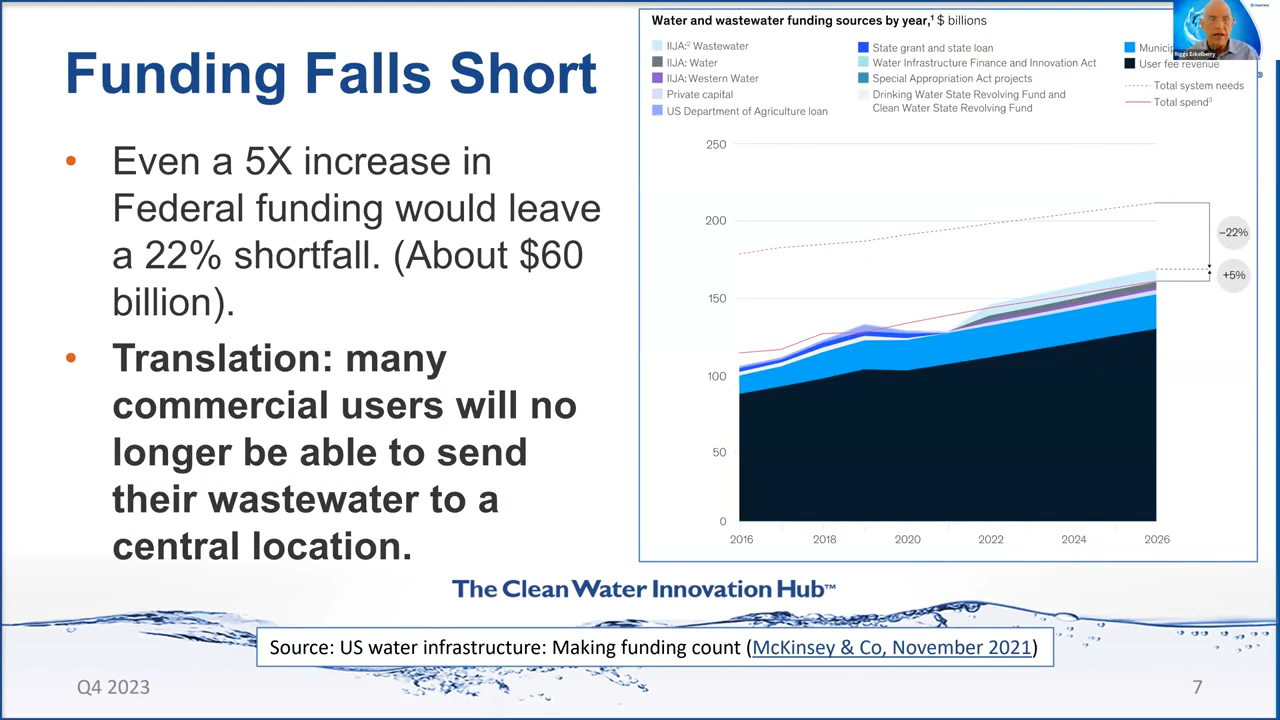 Funding Falls Short
• Even a 5X increase in
Federal funding would leave
a 22% shortfall. (About $60
billion).
• Translation: many
commercial users will no
longer be able to send
their wastewater to a
central location.
Water and wastewater funding sources by year,¹ $ billions
IIJA:² Wastewater
IIJA: Water
IIJA: Western Water
Private capital
US Department of Agriculture loan
State grant and state loan
Water Infrastructure Finance and Innovation Act
Special Appropriation Act projects
Drinking Water State Revolving Fund and
Clean Water State Revolving Fund
User fee revenue
Total system needs
Total spend³
Riggs Eckelberry
250
200
150
100
50
0
2016 2018 2020 2022 2024 2026
–22%
+5%
The Clean Water Innovation Hub™
Source: US water infrastructure: Making funding count (McKinsey & Co, November 2021)
Q4 2023
7